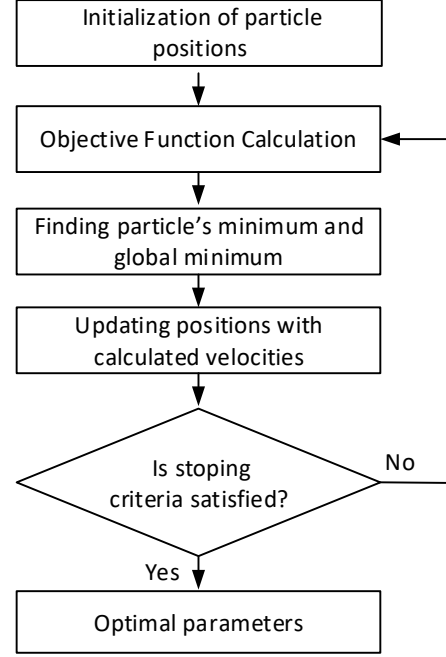 Initialization of particle
positions
Objective Function Calculation
Finding particle's minimum and
global minimum
Updating positions with
calculated velocities
Is stoping
criteria satisfied?
No
Yes
Optimal parameters